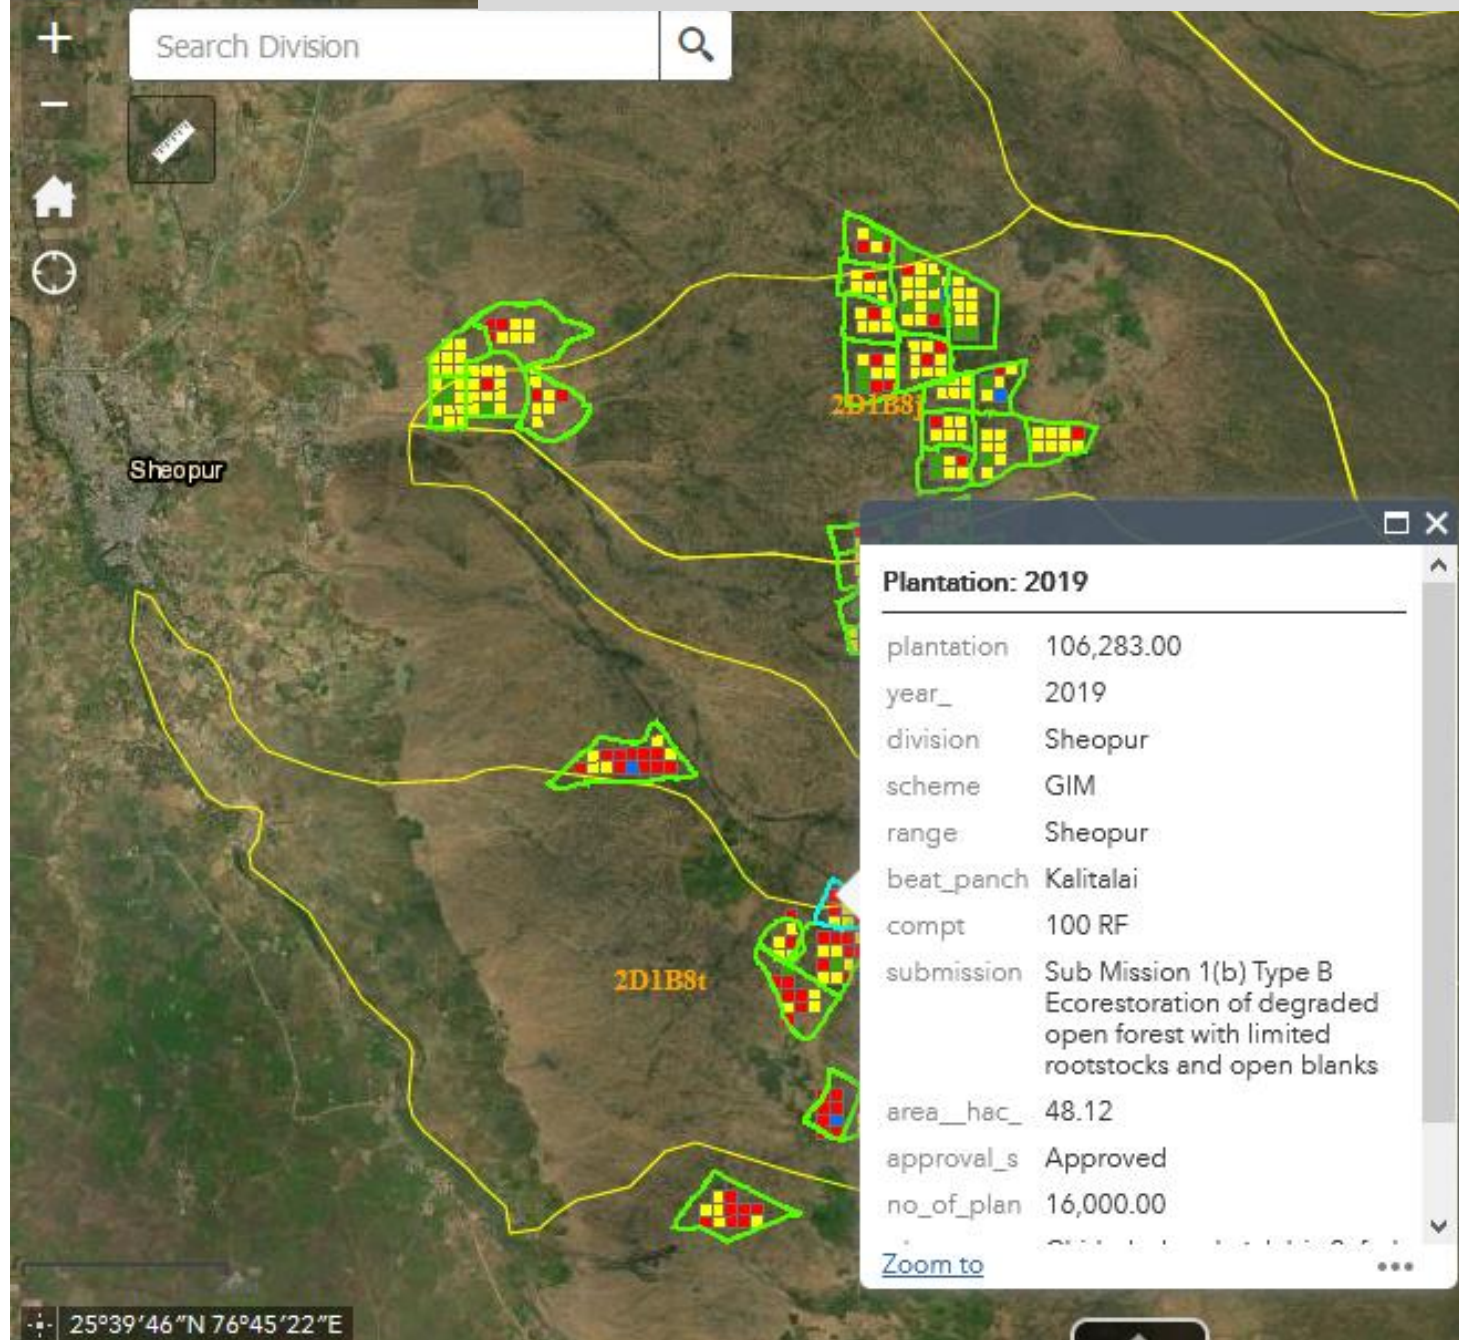 Search Division
Sheopur
2D1B8j
2D1B8t
Plantation: 2019
plantation 106,283.00
year_ 2019
division Sheopur
scheme GIM
range Sheopur
beat_panch Kalitalai
compt 100 RF
submission Sub Mission 1(b) Type B
Ecorestoration of degraded
open forest with limited
rootstocks and open blanks
area__hac_ 48.12
approval_s Approved
no_of_plan 16,000.00
Zoom to
25°39'46"N 76°45'22"E